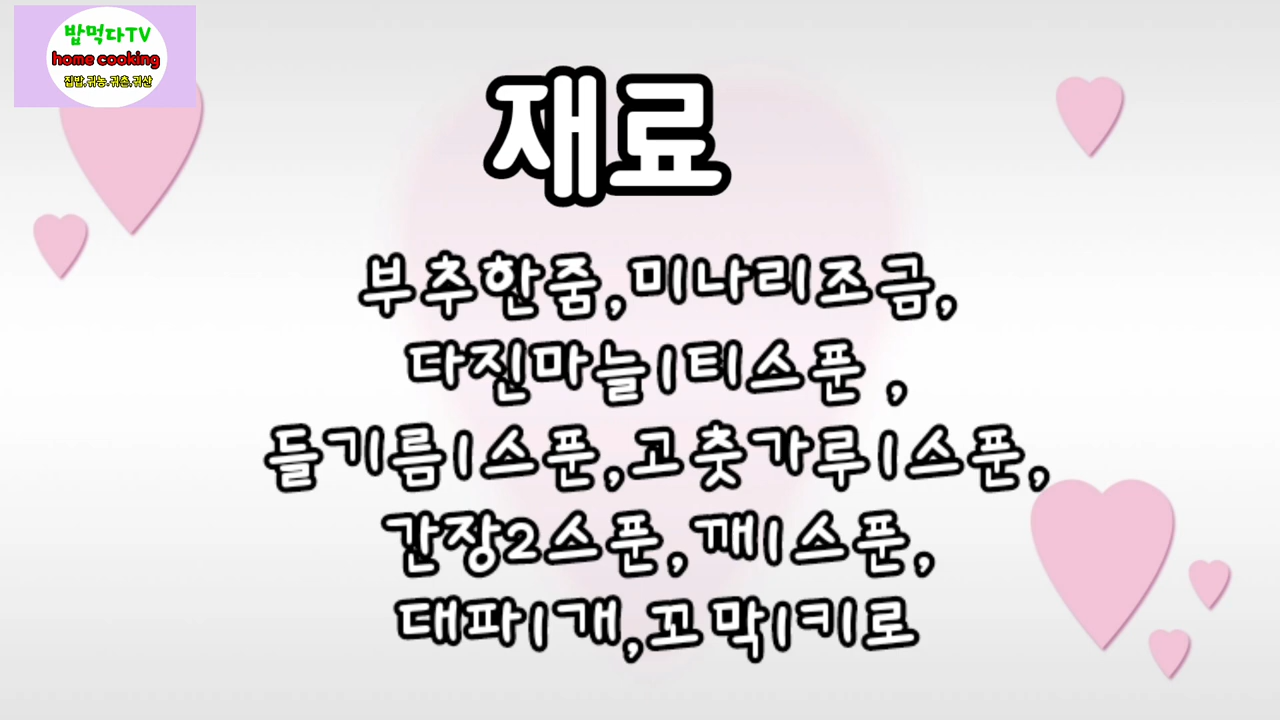 밥먹다TV
home cooking
집밥.귀농.귀촌.귀산
재료
부추한줌,미나리조금,
다진마늘1티스푼 ,
들기름1스푼,고춧가루1스푼,
간장2스푼,깨1스푼,
대파1개,꼬막1키로